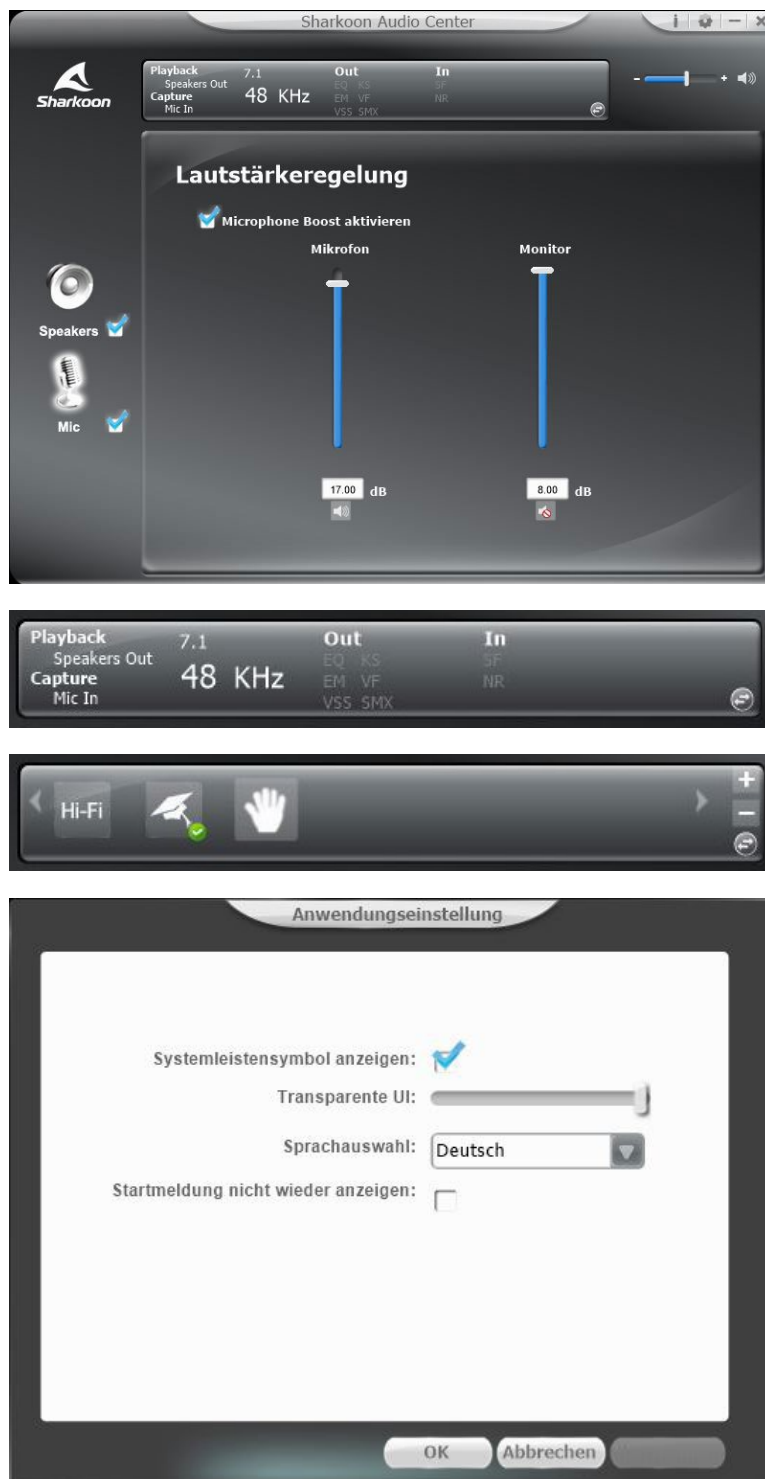 Sharkoon Audio Center
i
Sharkoon
Playback 7.1 Out In
Speakers Out EQ KS SF
Capture 48 KHz EM VF NR
Mic In VSS SMX
- +
Lautstärkeregelung
Microphone Boost aktivieren
Mikrofon Monitor
Speakers
Mic
17.00 dB 8.00 dB
Playback 7.1 Out In
Speakers Out EQ KS SF
Capture 48 KHz EM VF NR
Mic In VSS SMX
Hi-Fi
Anwendungseinstellung
Systemleistensymbol anzeigen:
Transparente UI:
Sprachauswahl: Deutsch
Startmeldung nicht wieder anzeigen:
OK Abbrechen